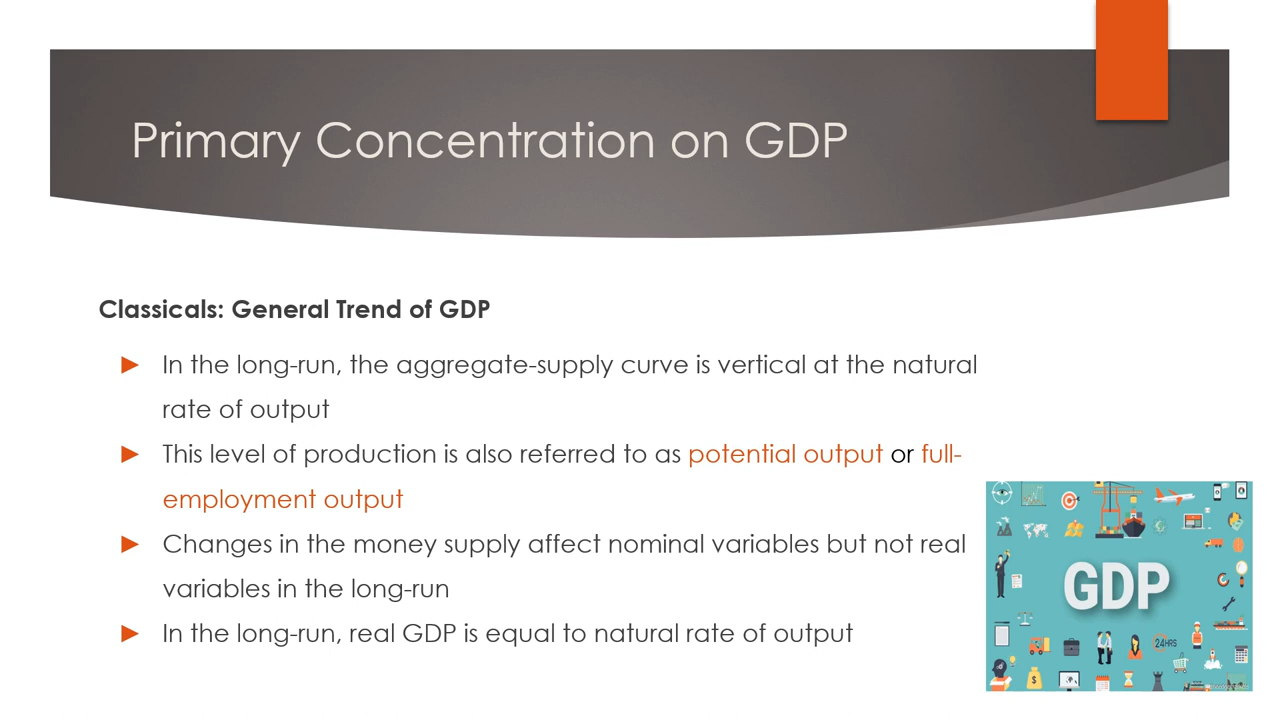 Primary Concentration on GDP
Classicals: General Trend of GDP
► In the long-run, the aggregate-supply curve is vertical at the natural
rate of output
► This level of production is also referred to as potential output or full-
employment output
► Changes in the money supply affect nominal variables but not real
variables in the long-run
► In the long-run, real GDP is equal to natural rate of output
GDP
24HRS